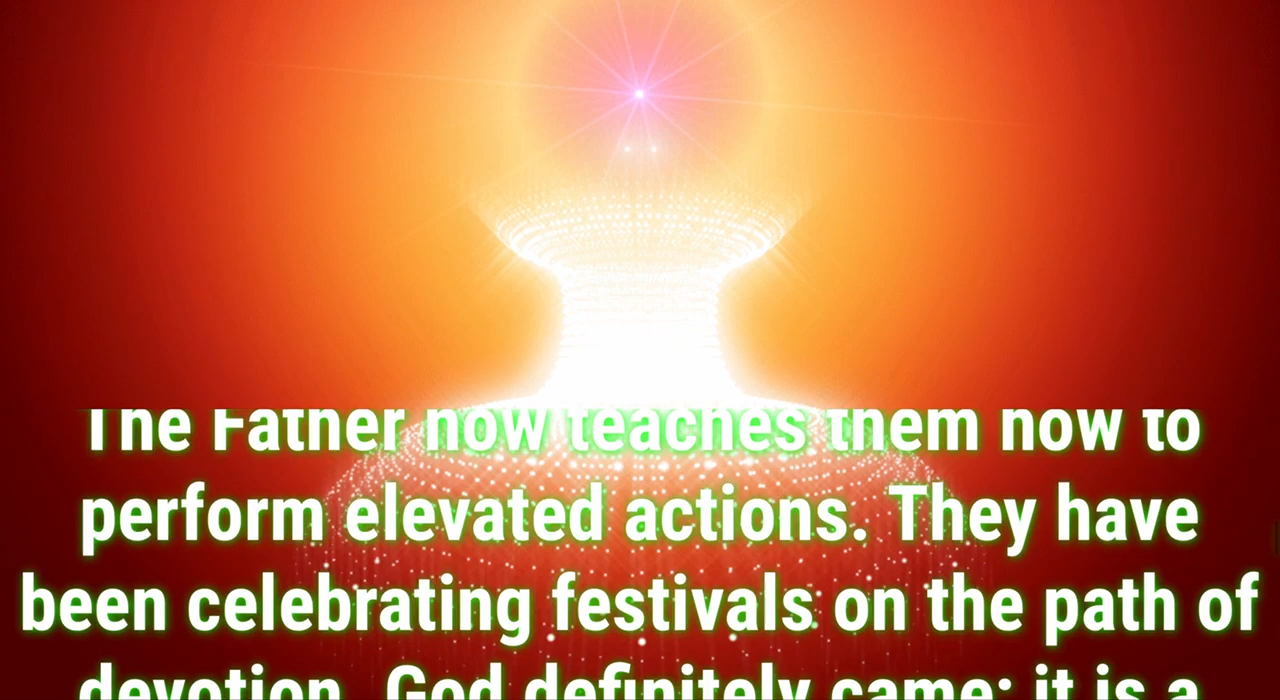 The Father now teaches them now to
perform elevated actions. They have
been celebrating festivals on the path of
devotion. God definitely came; it is a